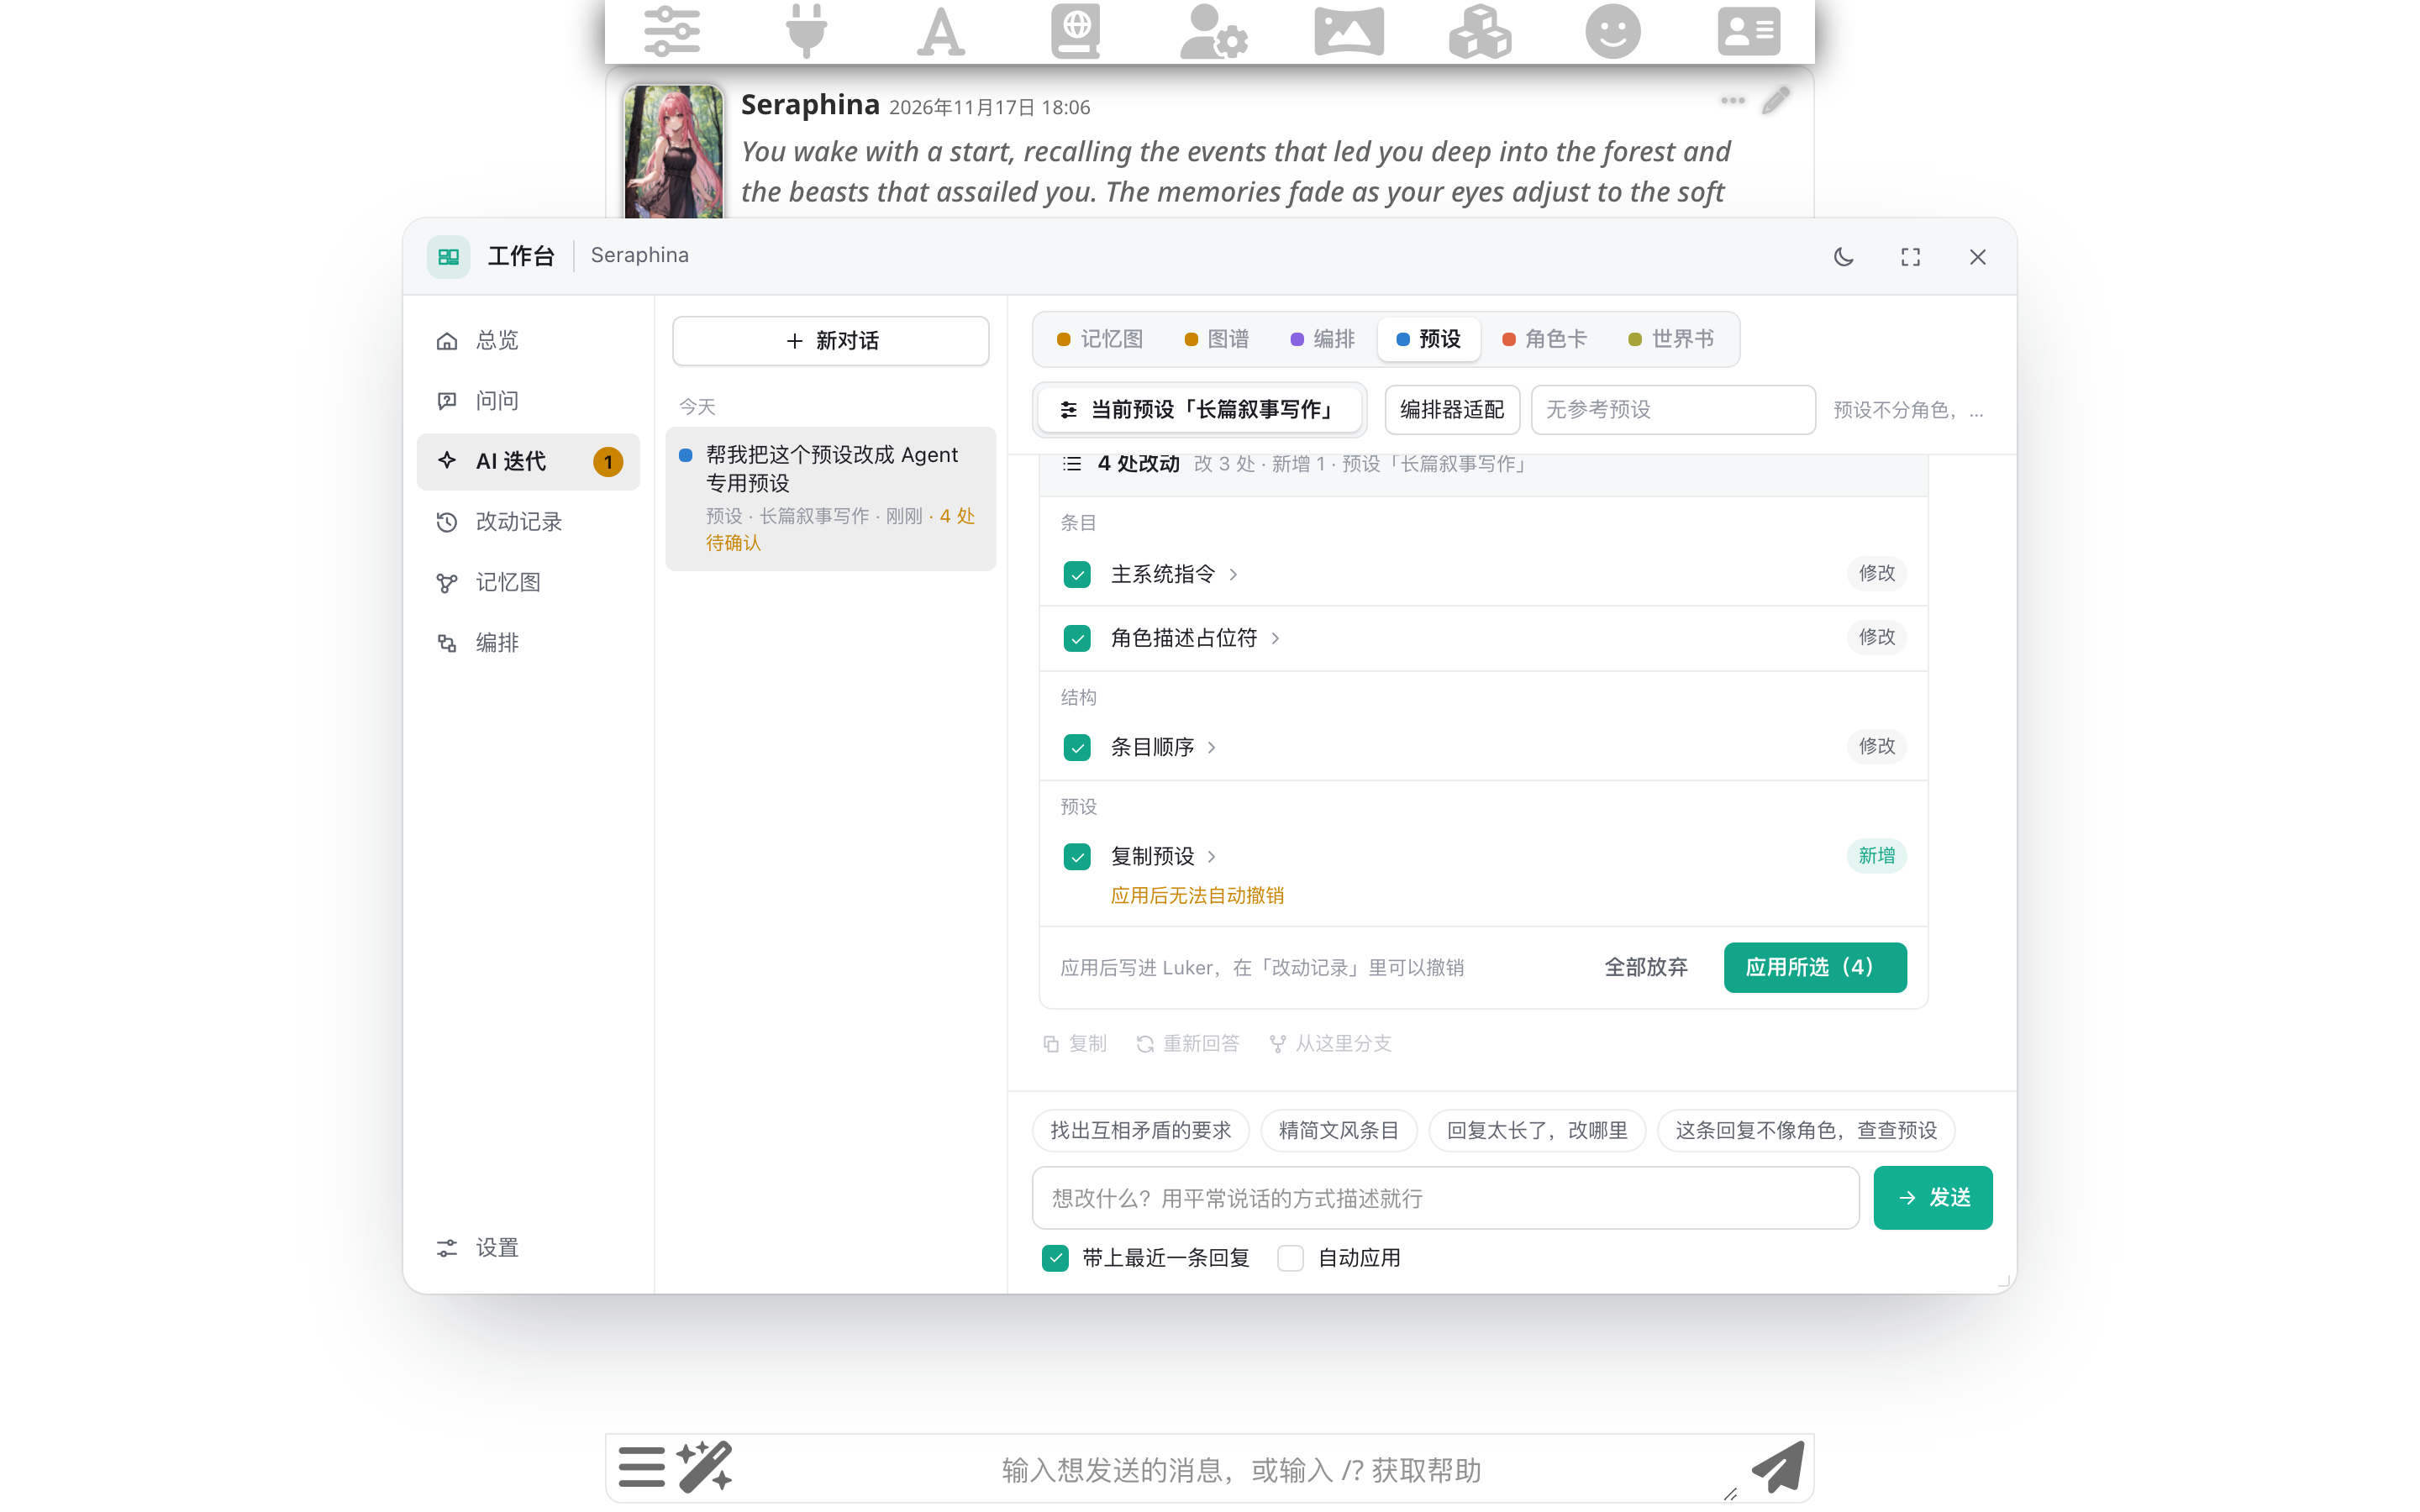 Seraphina 2026年11月17日 18:06
You wake with a start, recalling the events that led you deep into the forest and
the beasts that assailed you. The memories fade as your eyes adjust to the soft
工作台 Seraphina
总览
问问
AI 迭代 1
改动记录
记忆图
编排
设置
新对话
今天
帮我把这个预设改成 Agent
专用预设
预设 · 长篇叙事写作 · 刚刚 · 4 处
待确认
记忆图 图谱 编排 预设 角色卡 世界书
当前预设「长篇叙事写作」 编排器适配 无参考预设 预设不分角色，...
4 处改动 改 3 处 · 新增 1 · 预设「长篇叙事写作」
条目
主系统指令 修改
角色描述占位符 修改
结构
条目顺序 修改
预设
复制预设 新增
应用后无法自动撤销
应用后写进 Luker，在「改动记录」里可以撤销 全部放弃 应用所选（4）
复制 重新回答 从这里分支
找出互相矛盾的要求 精简文风条目 回复太长了，改哪里 这条回复不像角色，查查预设
想改什么？用平常说话的方式描述就行 发送
带上最近一条回复 自动应用
输入想发送的消息，或输入 /? 获取帮助